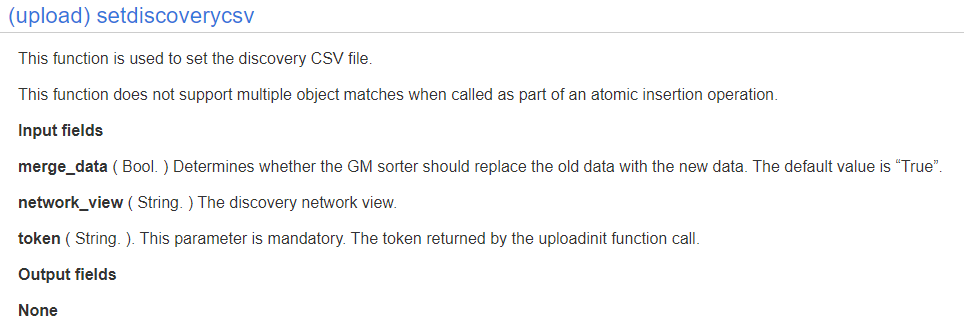 (upload) setdiscoverycsv
This function is used to set the discovery CSV file.
This function does not support multiple object matches when called as part of an atomic insertion operation.
Input fields
merge_data ( Bool. ) Determines whether the GM sorter should replace the old data with the new data. The default value is “True”.
network_view ( String. ) The discovery network view.
token ( String. ). This parameter is mandatory. The token returned by the uploadinit function call.
Output fields
None